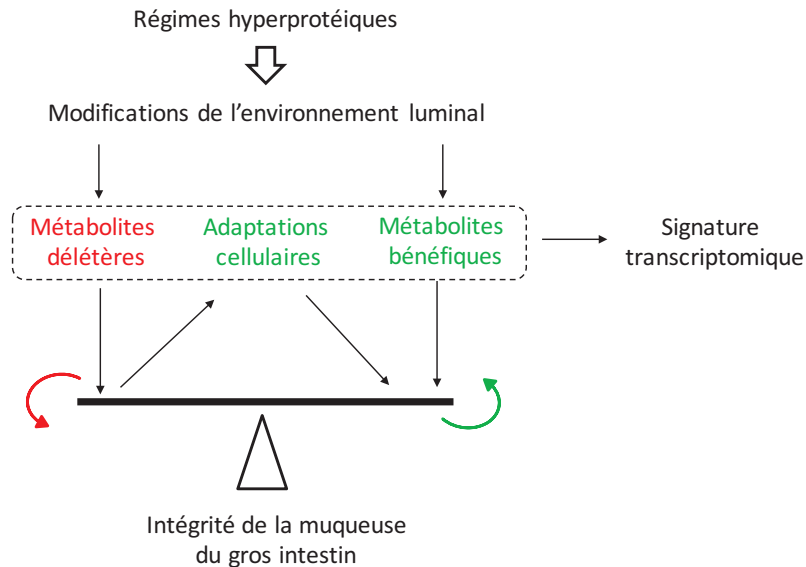 Régimes hyperprotéiques
Modifications de l'environnement luminal
Métabolites
délétères
Adaptations
cellulaires
Métabolites
bénéfiques
Signature
transcriptomique
Intégrité de la muqueuse
du gros intestin